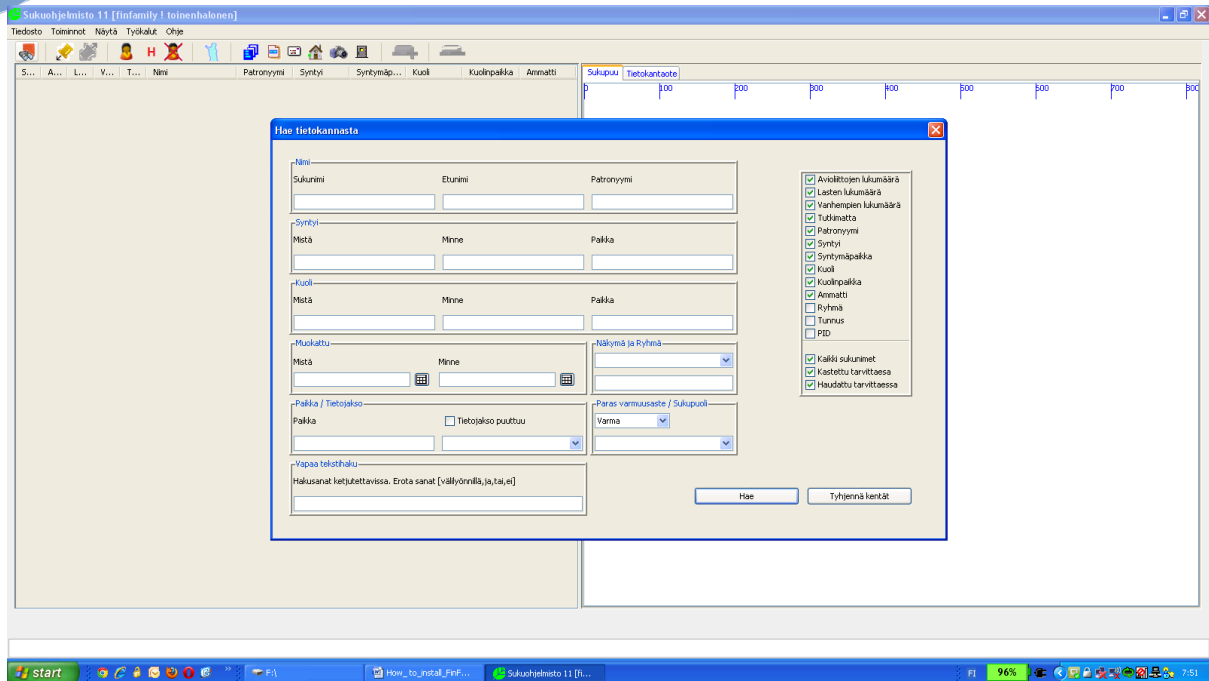 Sukuohjelmisto 11 [finfamily ! toinenhalonen]
Tiedosto Toiminnot Näytä Työkalut Ohje
H
S... A... L... V... T... Nimi Patronyymi Syntyi Syntymäp... Kuoli Kuolinpaikka Ammatti
Sukupuu Tietokantaote
0 100 200 300 400 500 600 700 800
Hae tietokannasta
Nimi
Sukunimi Etunimi Patronyymi
Syntyi
Mistä Minne Paikka
Kuoli
Mistä Minne Paikka
Muokattu
Mistä Minne
Näkymä ja Ryhmä
Paikka / Tietojakso
Paikka Tietojakso puuttuu
Paras varmuusaste / Sukupuoli
Varma
Vapaa tekstihaku
Hakusanat ketjutettavissa. Erota sanat [välilyönnillä,ja,tai,ei]
Avioliittojen lukumäärä
Lasten lukumäärä
Vanhempien lukumäärä
Tutkimatta
Patronyymi
Syntyi
Syntymäpaikka
Kuoli
Kuolinpaikka
Ammatti
Ryhmä
Tunnus
PID
Kaikki sukunimet
Kastettu tarvittaesa
Haudattu tarvittaessa
Hae Tyhjennä kentät
start F:\ How_to_install_FinF... Sukuohjelmisto 11 [fi... FI 96% 7:51